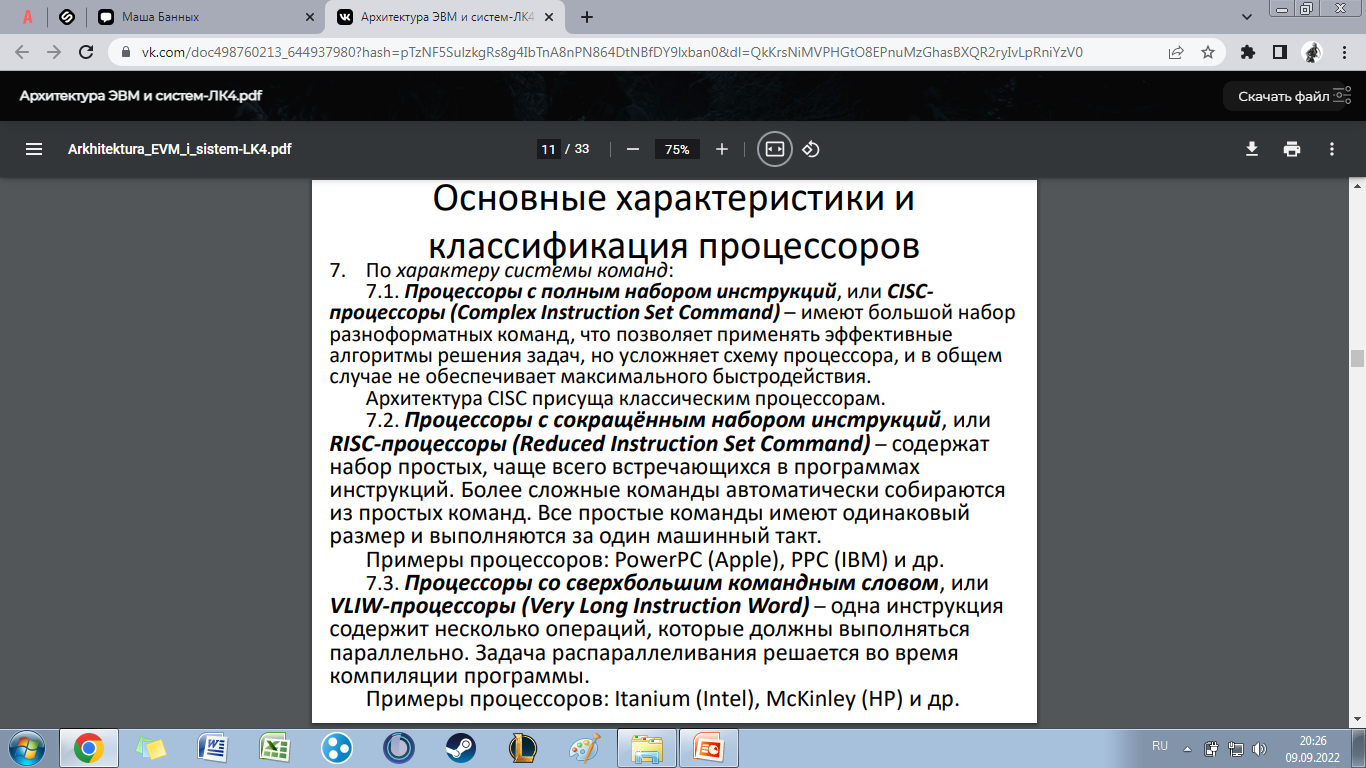 Маша Банных
Архитектура ЭВМ и систем-ЛК4
vk.com/doc498760213_644937980?hash=pTzNF5SuIzkgRs8g4IbTnA8nPN864DtNBfDY9lxban0&dl=QkKrsNiMVPHGtO8EPnuMzGhasBXQR2ryIvLpRniYzV0
Архитектура ЭВМ и систем-ЛК4.pdf
Скачать файл
Arkhitektura_EVM_i_sistem-LK4.pdf
11 / 33
75%
Основные характеристики и
классификация процессоров
7. По характеру системы команд:
7.1. Процессоры с полным набором инструкций, или CISC-
процессоры (Complex Instruction Set Command) – имеют большой набор
разноформатных команд, что позволяет применять эффективные
алгоритмы решения задач, но усложняет схему процессора, и в общем
случае не обеспечивает максимального быстродействия.
Архитектура CISC присуща классическим процессорам.
7.2. Процессоры с сокращённым набором инструкций, или
RISC-процессоры (Reduced Instruction Set Command) – содержат
набор простых, чаще всего встречающихся в программах
инструкций. Более сложные команды автоматически собираются
из простых команд. Все простые команды имеют одинаковый
размер и выполняются за один машинный такт.
Примеры процессоров: PowerPC (Apple), PPC (IBM) и др.
7.3. Процессоры со сверхбольшим командным словом, или
VLIW-процессоры (Very Long Instruction Word) – одна инструкция
содержит несколько операций, которые должны выполняться
параллельно. Задача распараллеливания решается во время
компиляции программы.
Примеры процессоров: Itanium (Intel), McKinley (HP) и др.
RU
20:26
09.09.2022